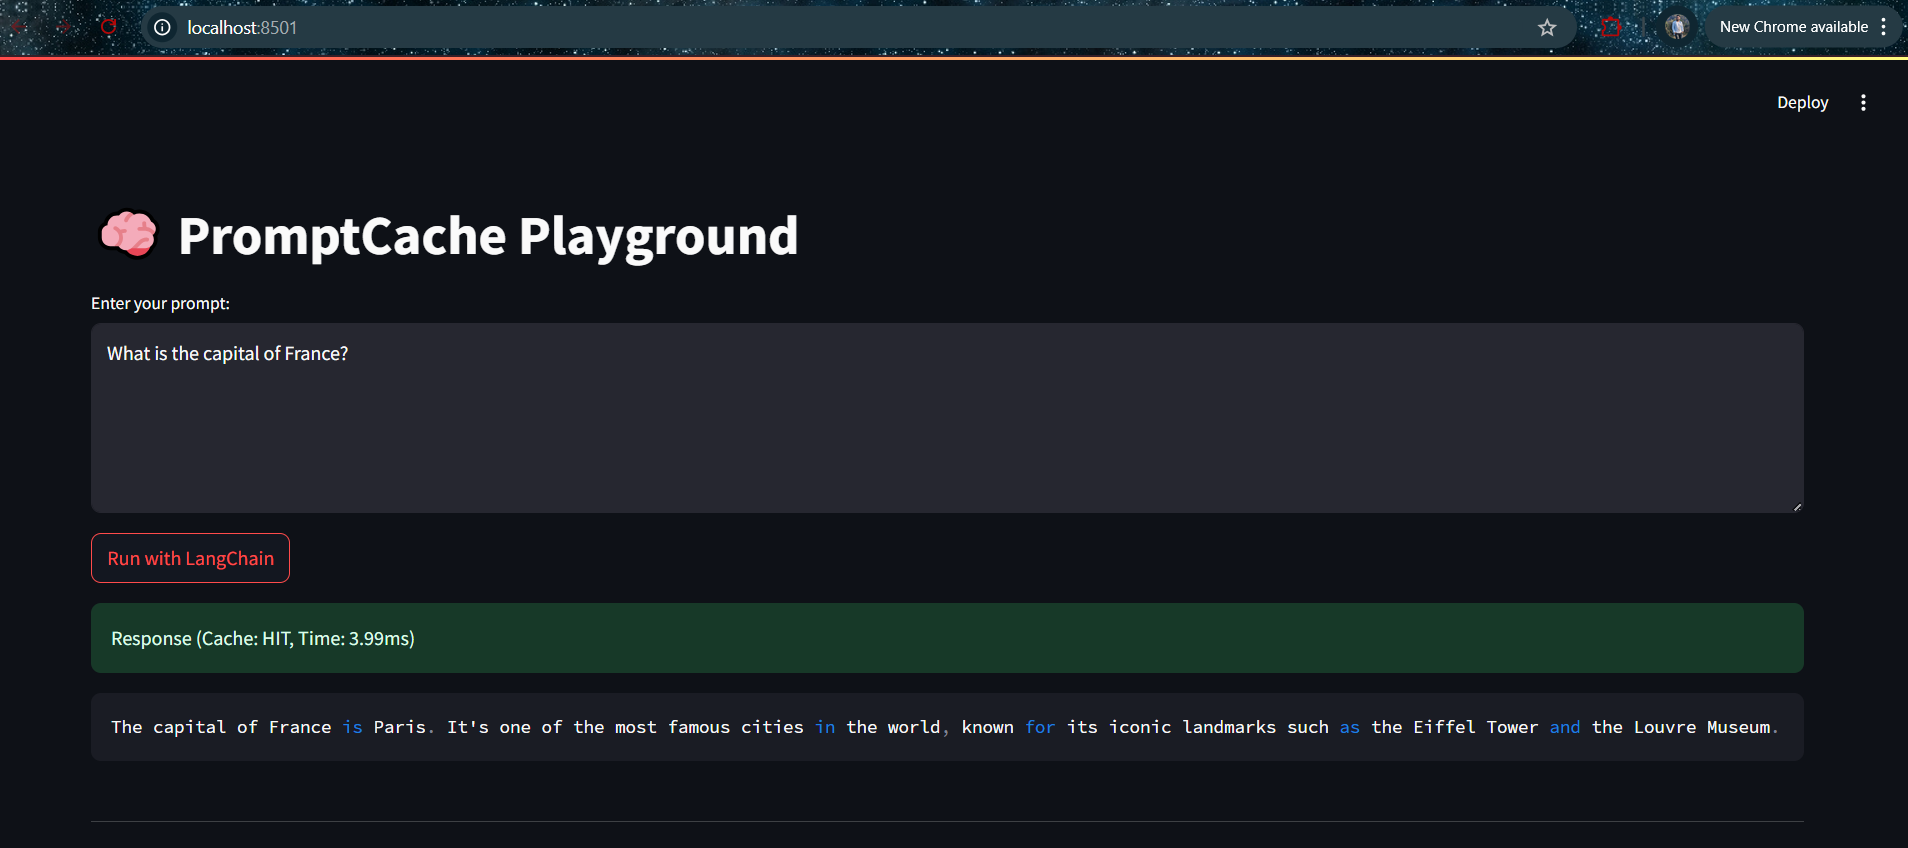 localhost:8501
New Chrome available
Deploy
PromptCache Playground
Enter your prompt:
What is the capital of France?
Run with LangChain
Response (Cache: HIT, Time: 3.99ms)
The capital of France is Paris. It's one of the most famous cities in the world, known for its iconic landmarks such as the Eiffel Tower and the Louvre Museum.